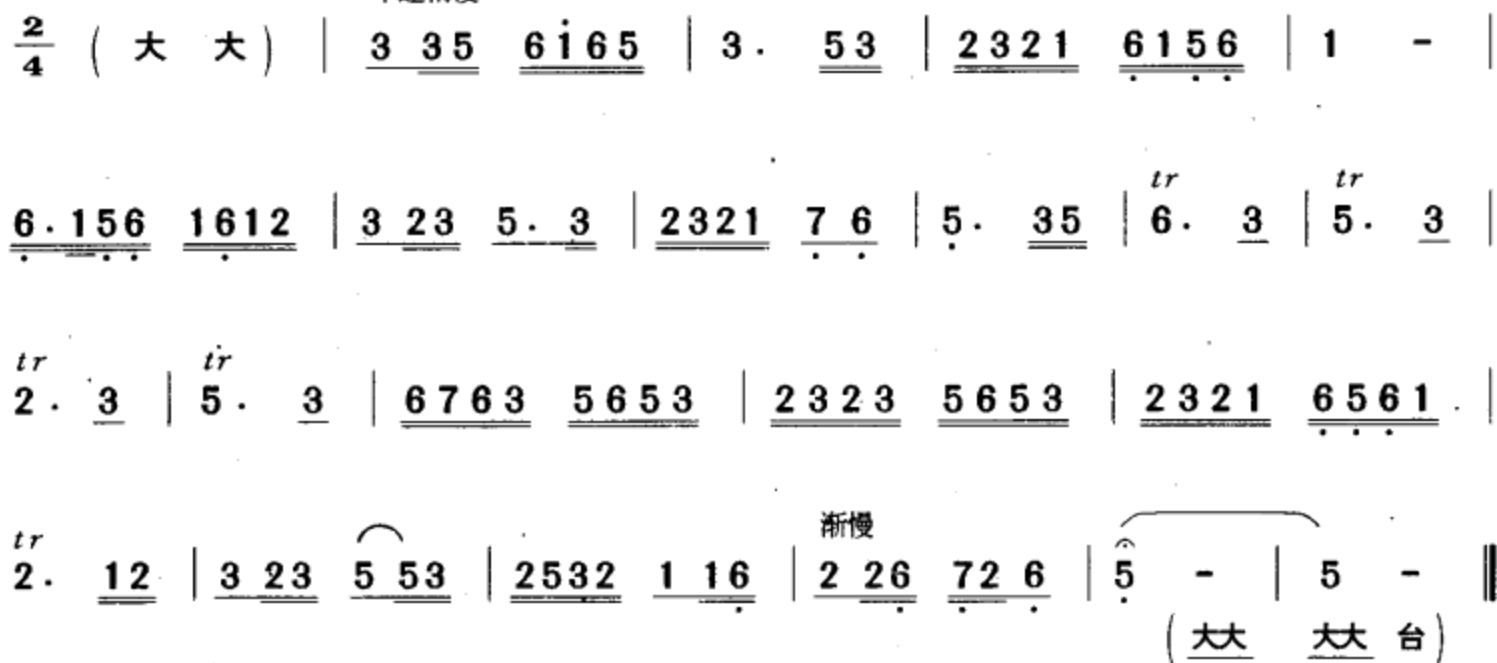 2/4 ( 大 大 ) | 3 35 6i65 | 3. 53 | 2321 6156 | 1 - |
tr tr
6.156 1612 | 3 23 5. 3 | 2321 7 6 | 5. 35 | 6. 3 | 5. 3 |
tr tr
2. 3 | 5. 3 | 6763 5653 | 2323 5653 | 2321 6561 |
tr 渐慢
2. 12 | 3 23 5 53 | 2532 1 16 | 2 26 72 6 | 5 - | 5 - ‖
( 大大 大大 台 )